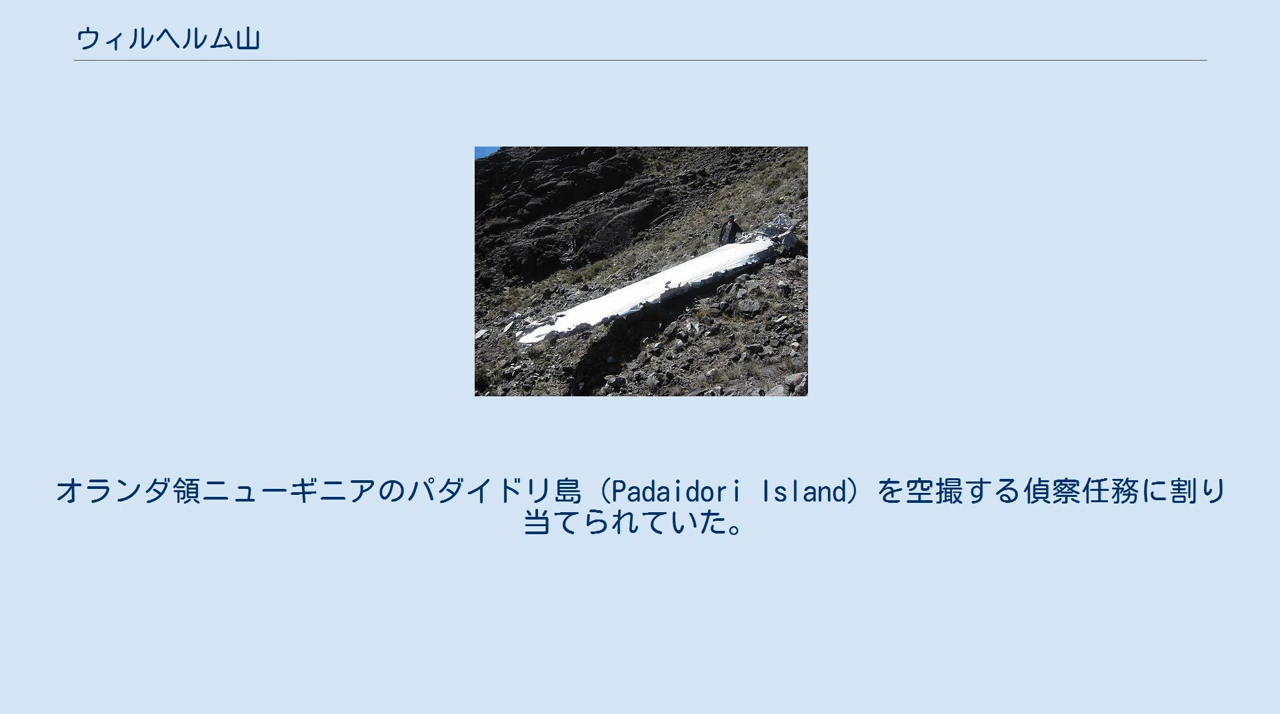 ウィルヘルム山
オランダ領ニューギニアのパダイドリ島（Padaidori Island）を空撮する偵察任務に割り
当てられていた。